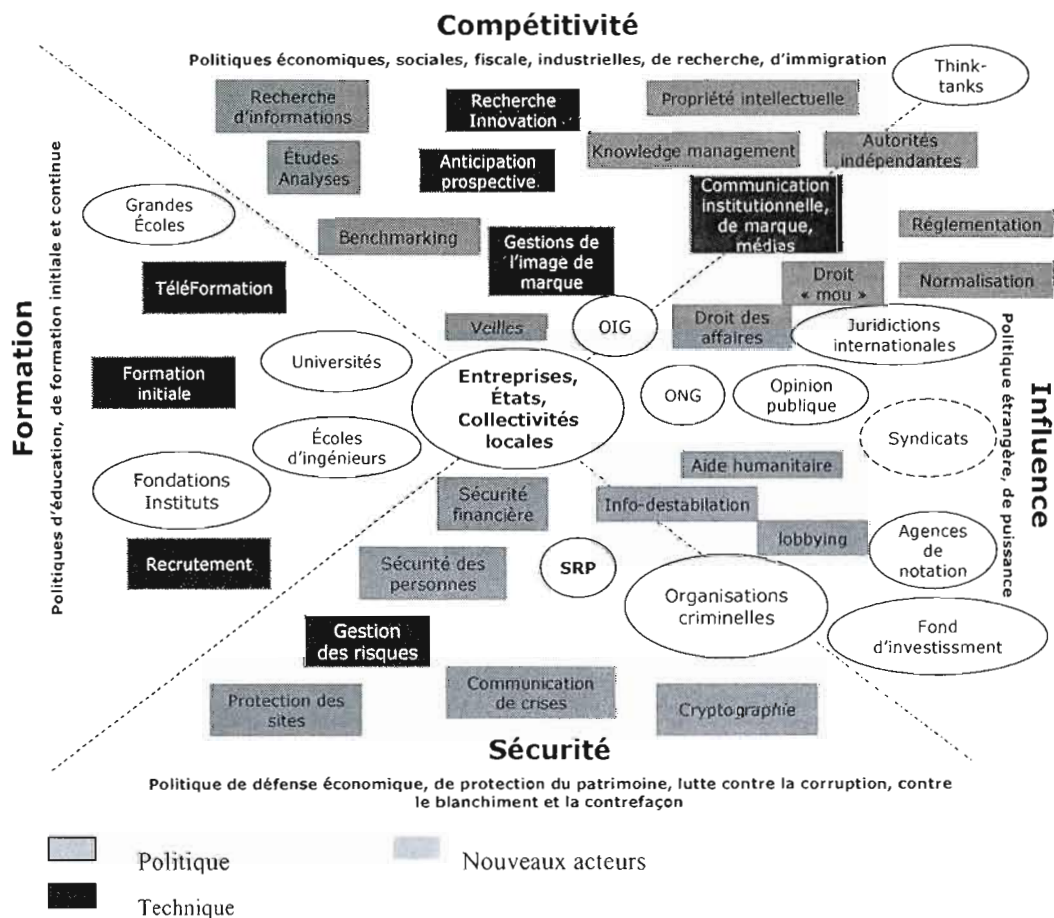 Compétitivité
Politiques économiques, sociales, fiscale, industrielles, de recherche, d'immigration
Think-
tanks
Recherche
d'informations
Recherche
Innovation
Propriété intellectuelle
Études
Analyses
Anticipation
prospective
Knowledge management
Autorités
indépendantes
Grandes
Écoles
Communication
institutionnelle,
de marque,
médias
Benchmarking
Gestions de
l'image de
marque
Réglementation
TéléFormation
Droit
« mou »
Normalisation
Veilles
OIG
Droit des
affaires
Juridictions
internationales
Formation
Politiques d'éducation, de formation initiale et continue
Formation
initiale
Universités
Entreprises,
États,
Collectivités
locales
ONG
Opinion
publique
Syndicats
Influence
Politique étrangère, de puissance
Écoles
d'ingénieurs
Fondations
Instituts
Aide humanitaire
Sécurité
financière
Info-destabilation
lobbying
Agences
de
notation
Recrutement
Sécurité des
personnes
SRP
Organisations
criminelles
Fond
d'investissment
Gestion
des risques
Protection des
sites
Communication
de crises
Cryptographie
Sécurité
Politique de défense économique, de protection du patrimoine, lutte contre la corruption, contre
le blanchiment et la contrefaçon
Politique
Nouveaux acteurs
Technique